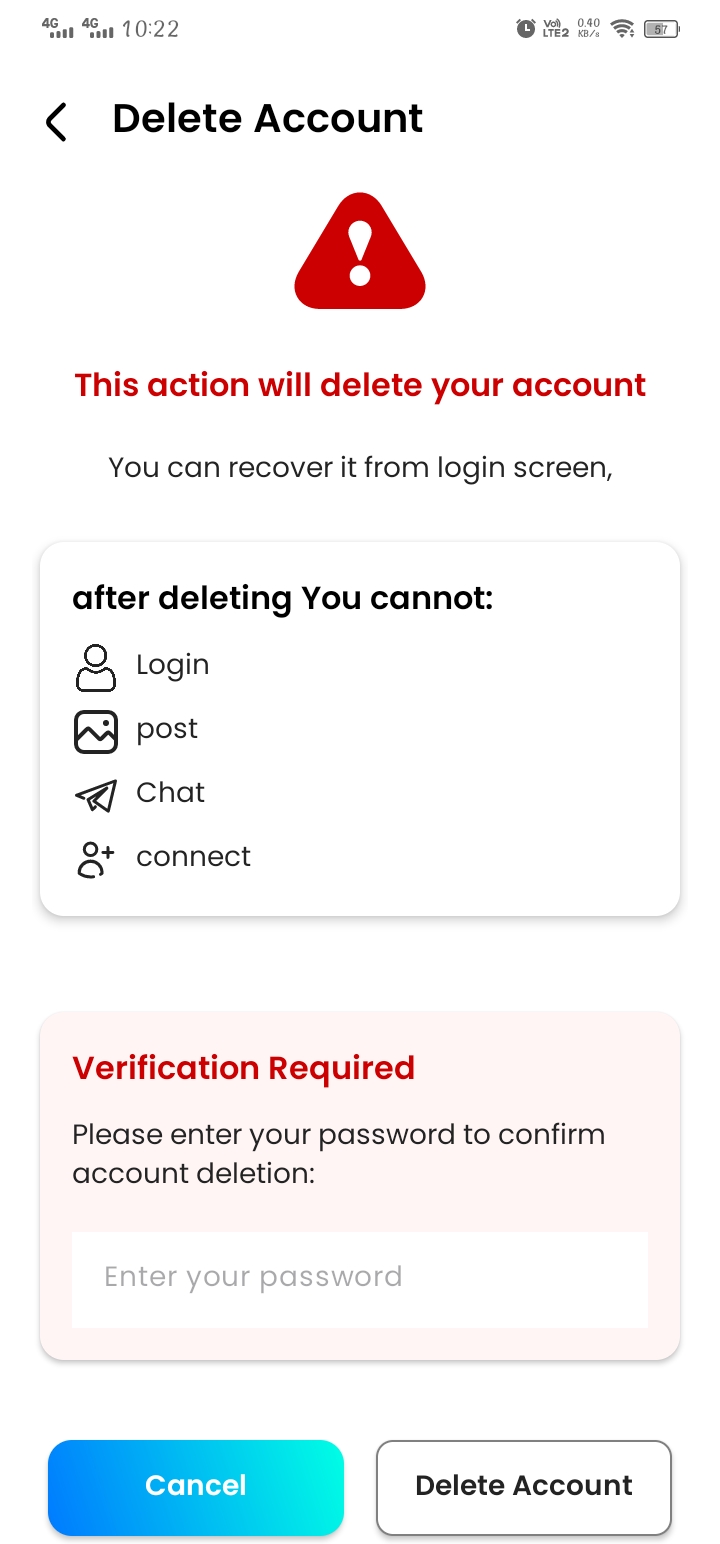 4G 4G 10:22 Vo) LTE2 0.40 KB/s 57
Delete Account
This action will delete your account
You can recover it from login screen,
after deleting You cannot:
Login
post
Chat
connect
Verification Required
Please enter your password to confirm
account deletion:
Enter your password
Cancel Delete Account